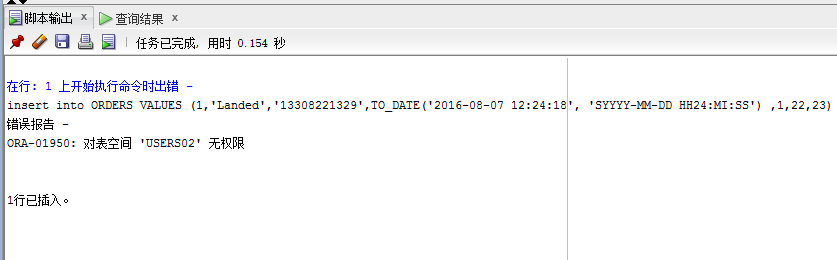 脚本输出 x 查询结果 x
任务已完成, 用时 0.154 秒
在行: 1 上开始执行命令时出错 -
insert into ORDERS VALUES (1,'Landed','13308221329',TO_DATE('2016-08-07 12:24:18', 'SYYYY-MM-DD HH24:MI:SS') ,1,22,23)
错误报告 -
ORA-01950: 对表空间 'USERS02' 无权限
1行已插入。